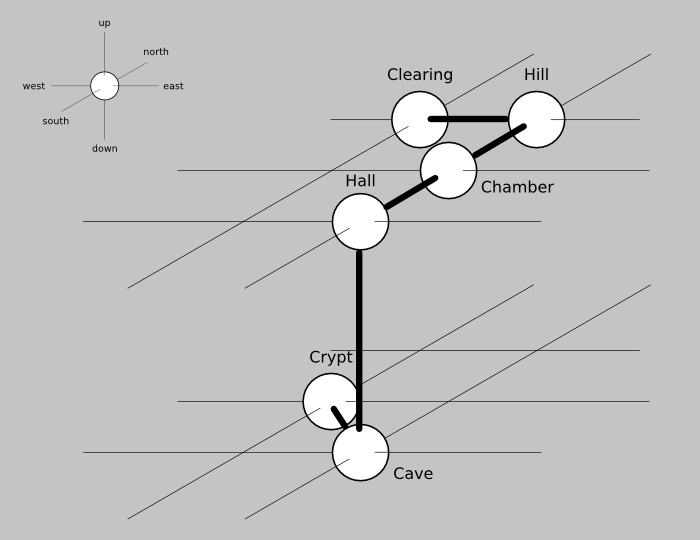 up
north
west
east
south
down
Clearing
Hill
Hall
Chamber
Crypt
Cave